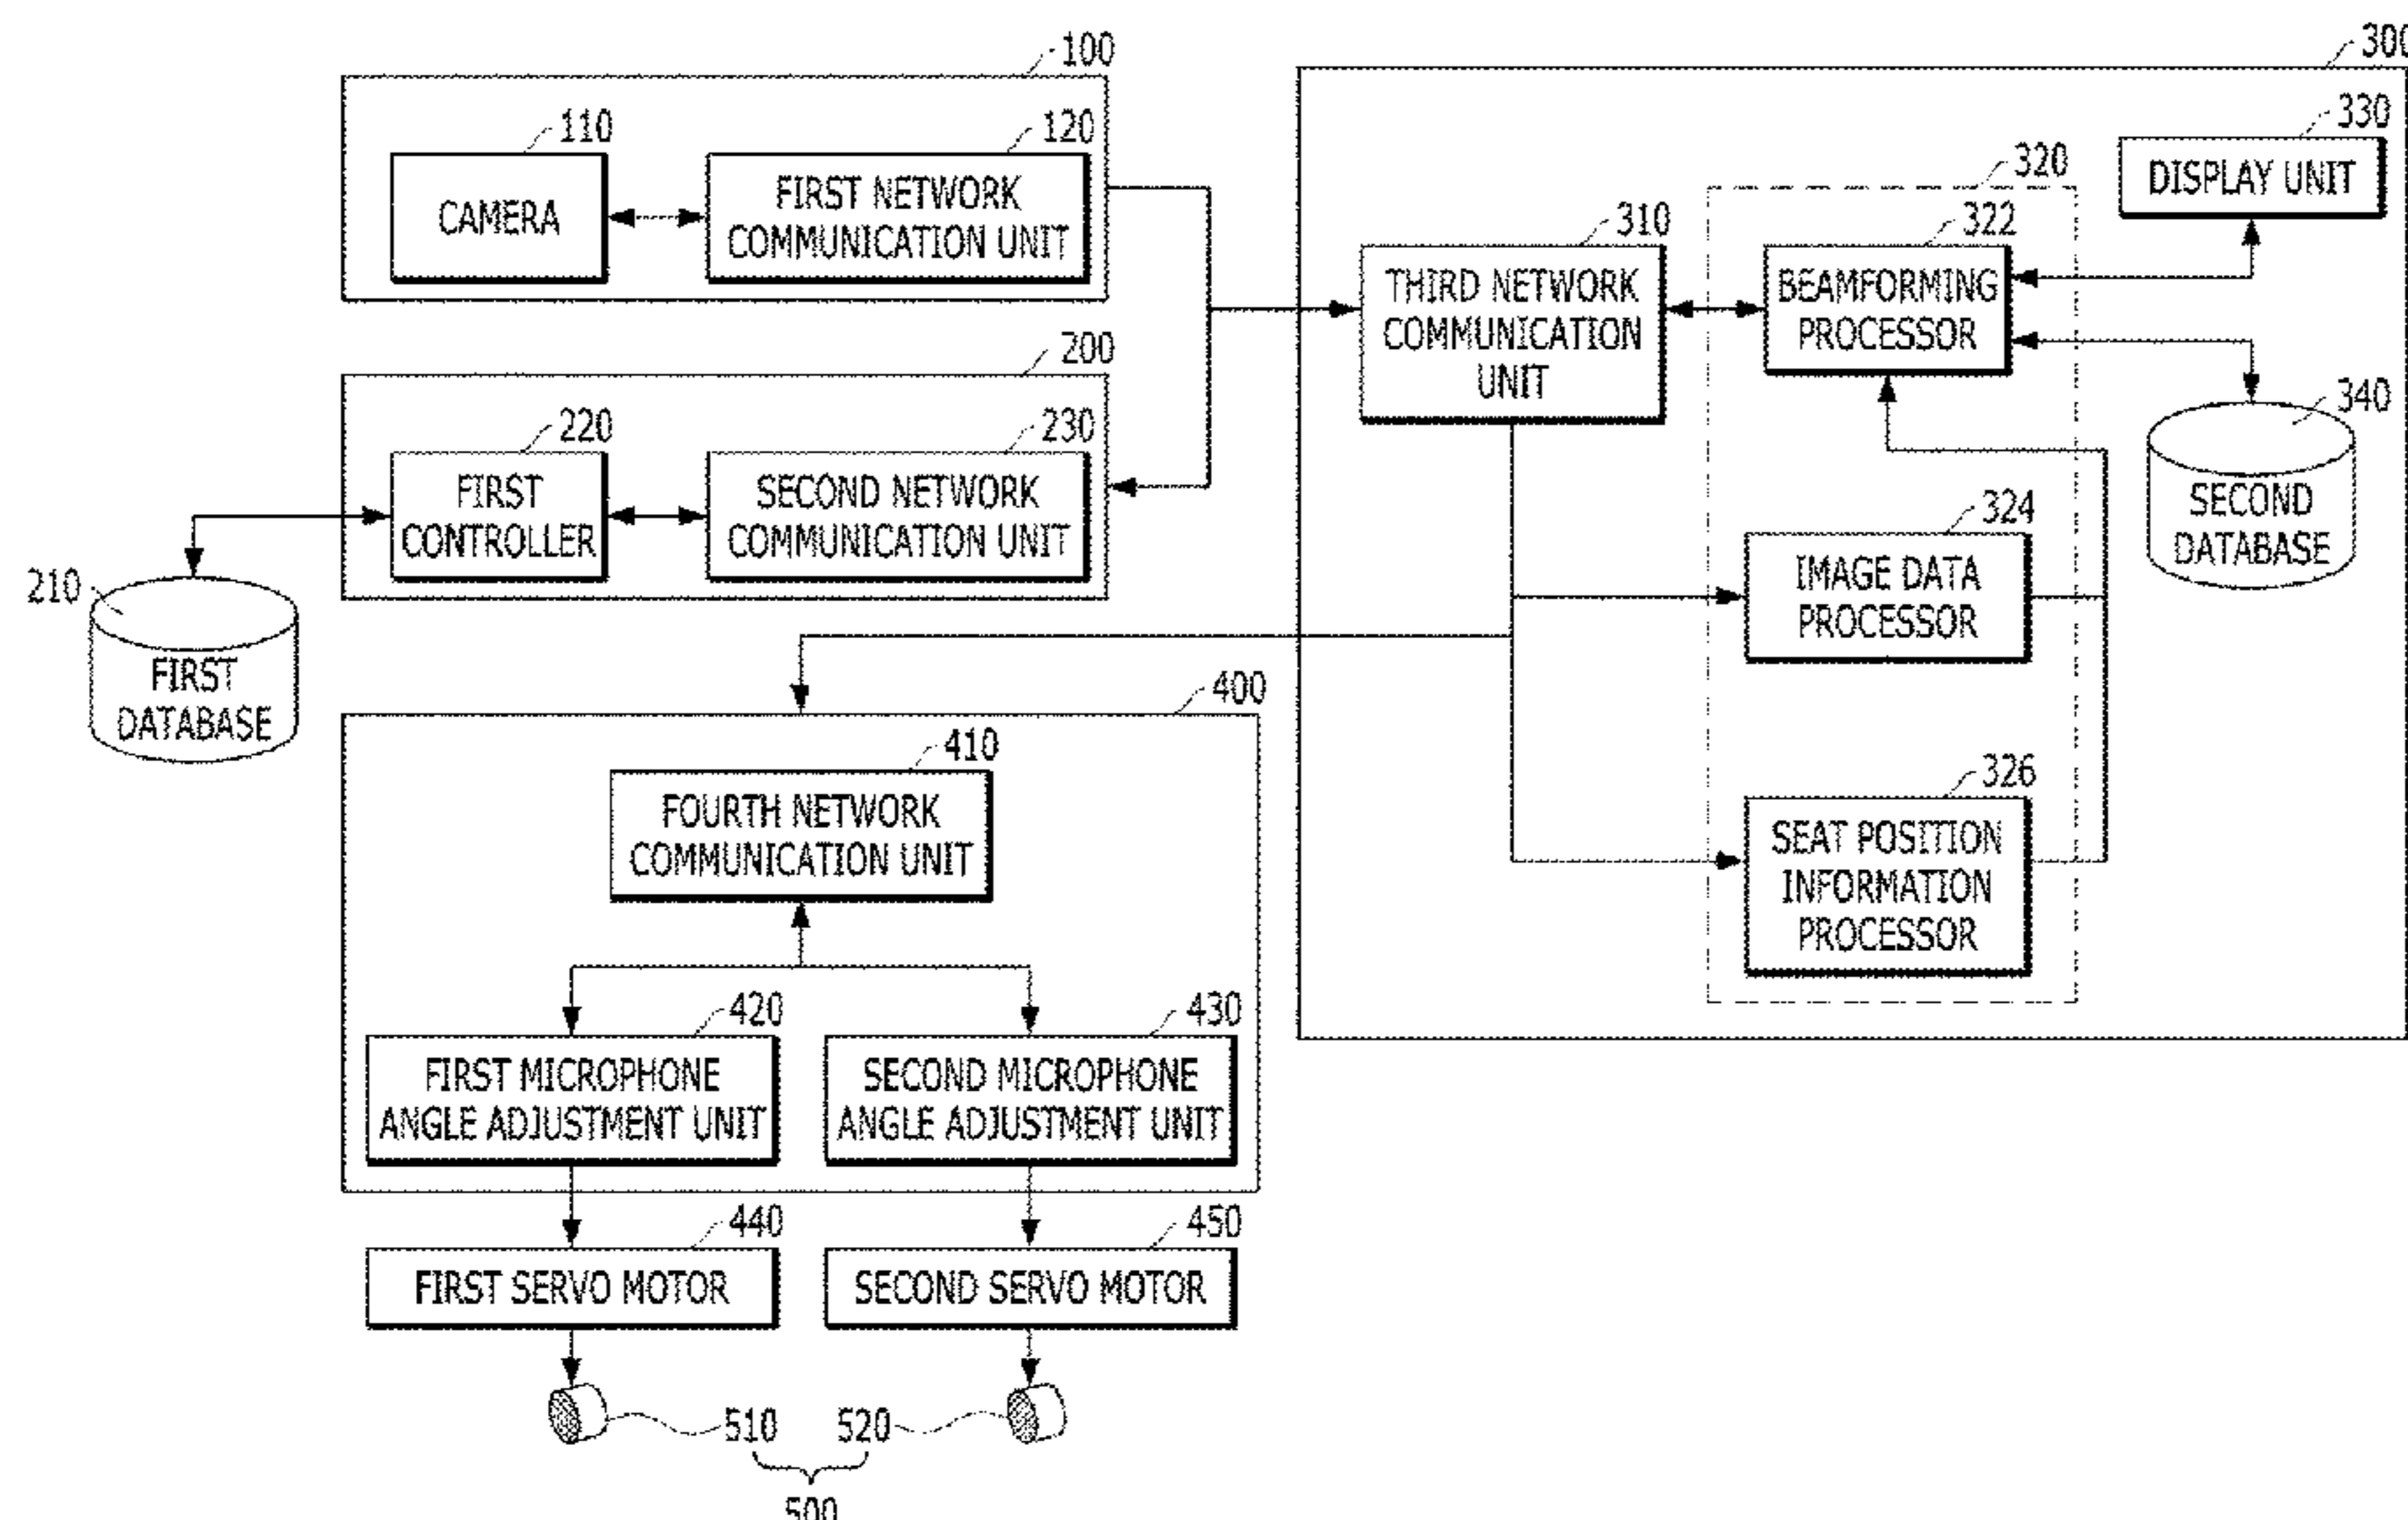 100
110
CAMERA
120
FIRST NETWORK
COMMUNICATION UNIT
200
220
FIRST
CONTROLLER
230
SECOND NETWORK
COMMUNICATION UNIT
210
FIRST
DATABASE
300
310
THIRD NETWORK
COMMUNICATION
UNIT
320
322
BEAMFORMING
PROCESSOR
330
DISPLAY UNIT
340
SECOND
DATABASE
324
IMAGE DATA
PROCESSOR
326
SEAT POSITION
INFORMATION
PROCESSOR
400
410
FOURTH NETWORK
COMMUNICATION UNIT
420
FIRST MICROPHONE
ANGLE ADJUSTMENT UNIT
430
SECOND MICROPHONE
ANGLE ADJUSTMENT UNIT
440
FIRST SERVO MOTOR
450
SECOND SERVO MOTOR
510
520
500